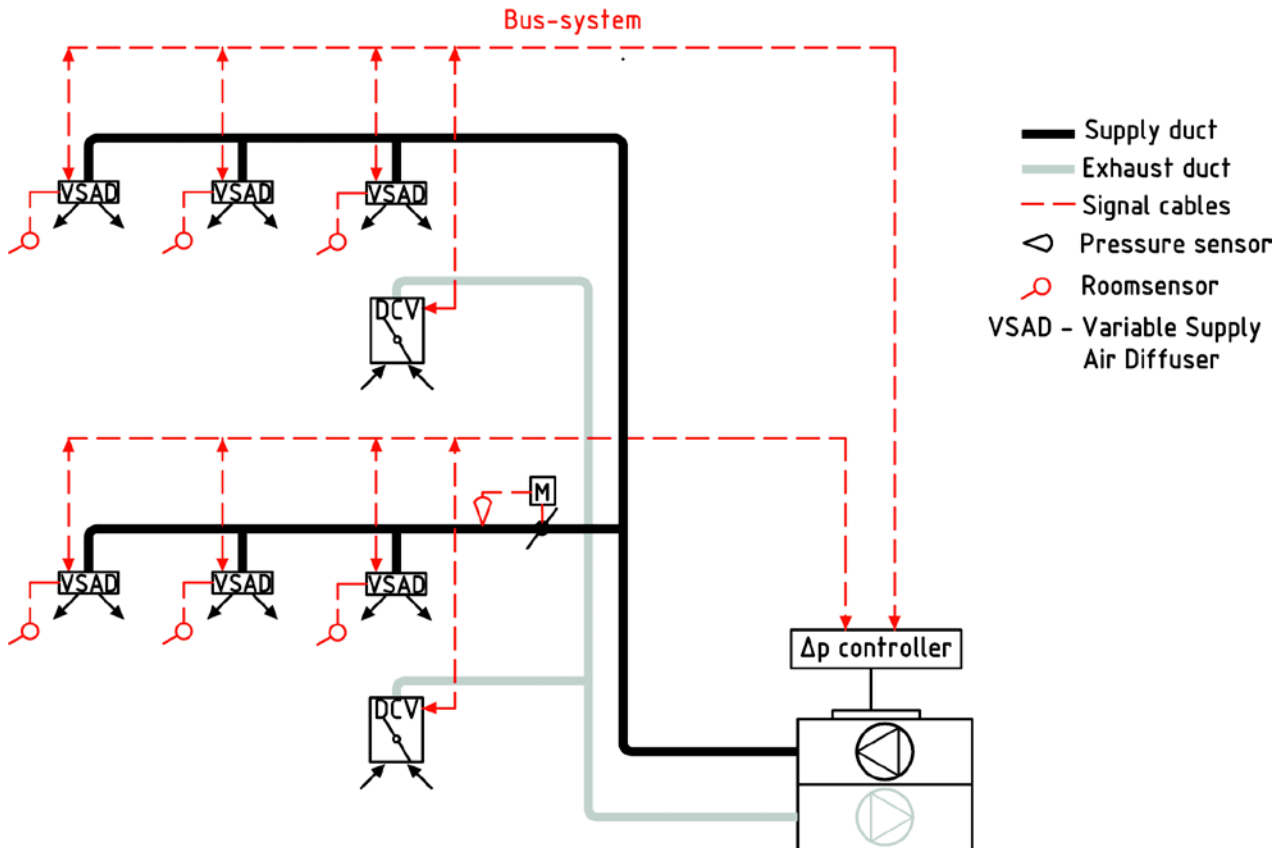 Bus-system
Supply duct
Exhaust duct
Signal cables
Pressure sensor
Roomsensor
VSAD - Variable Supply
Air Diffuser
VSAD
VSAD
VSAD
DCV
M
VSAD
VSAD
VSAD
Δp controller
DCV